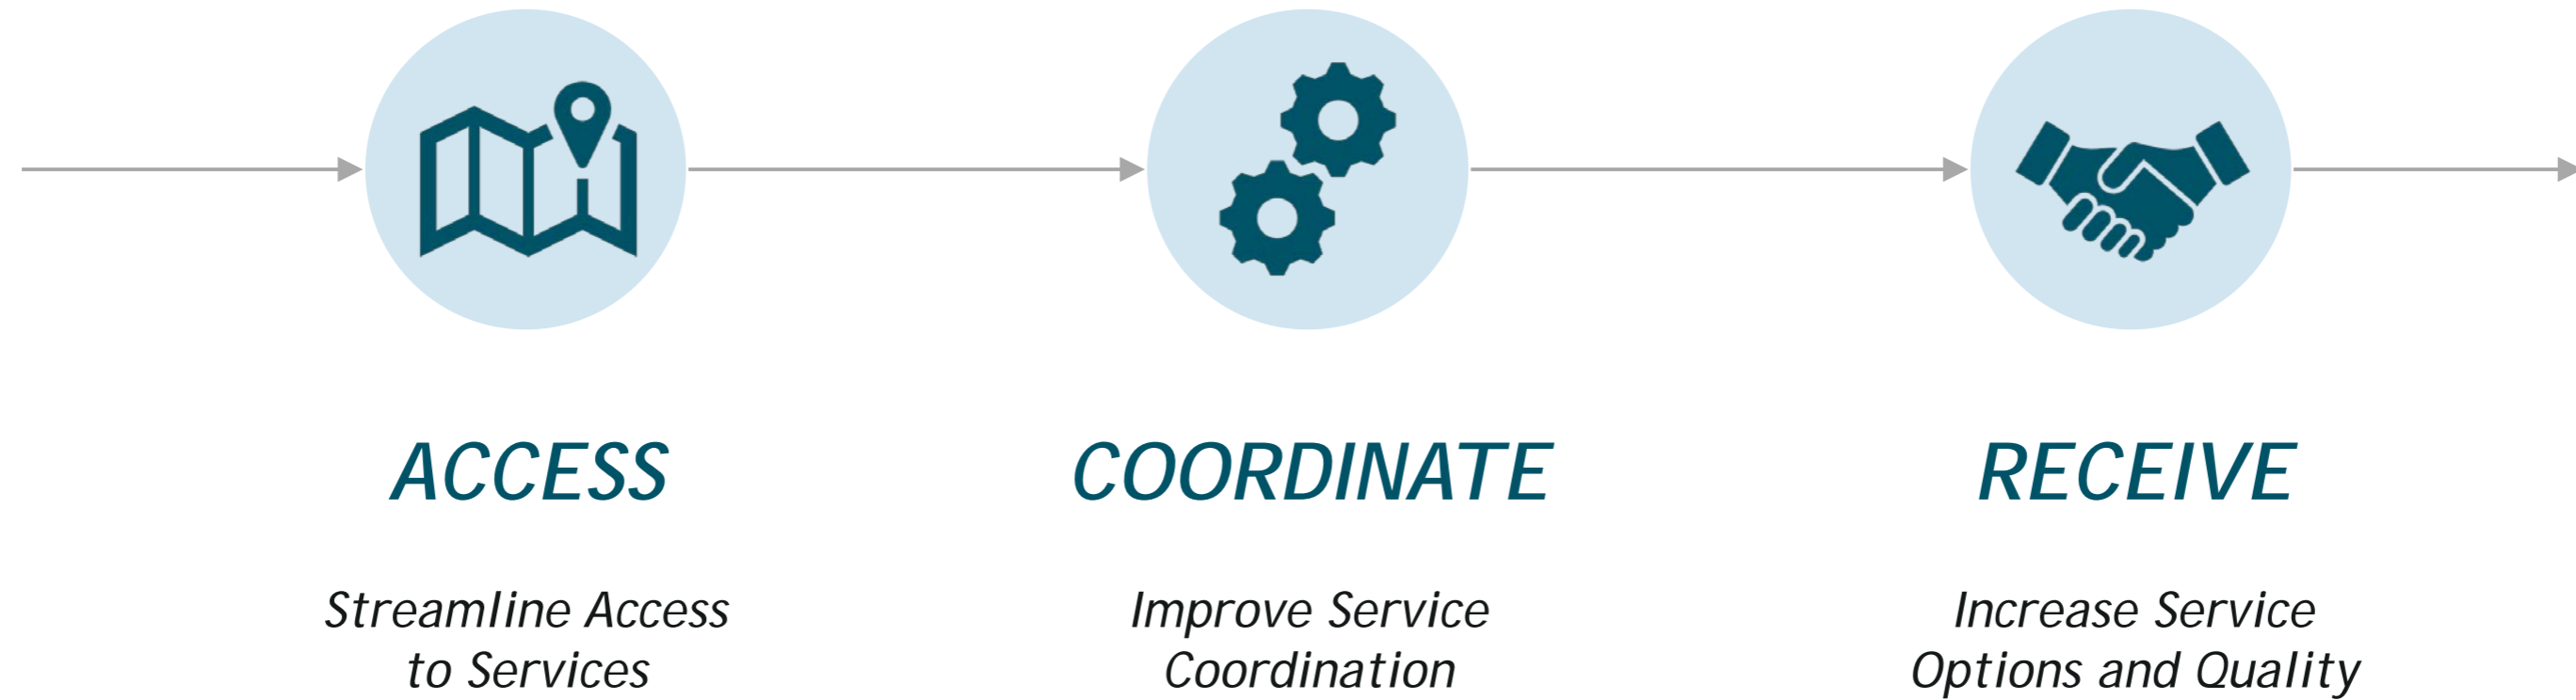 ACCESS
Streamline Access
to Services
COORDINATE
Improve Service
Coordination
RECEIVE
Increase Service
Options and Quality